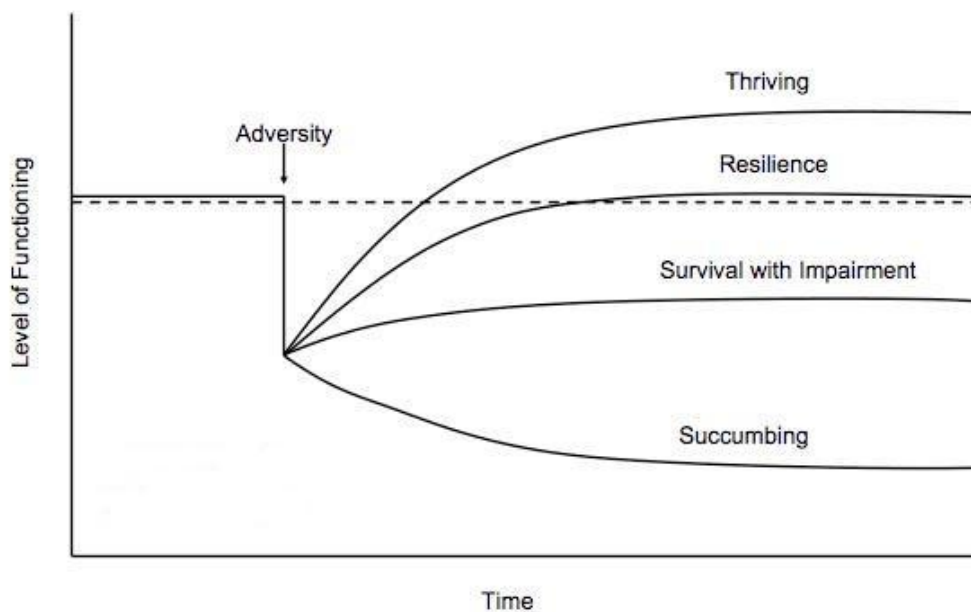 Thriving
Adversity
Resilience
Level of Functioning
Survival with Impairment
Succumbing
Time